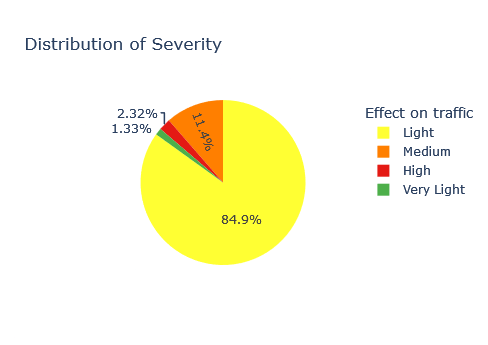 Distribution of Severity
2.32%
1.33%
11.4%
84.9%
Effect on traffic
Light
Medium
High
Very Light